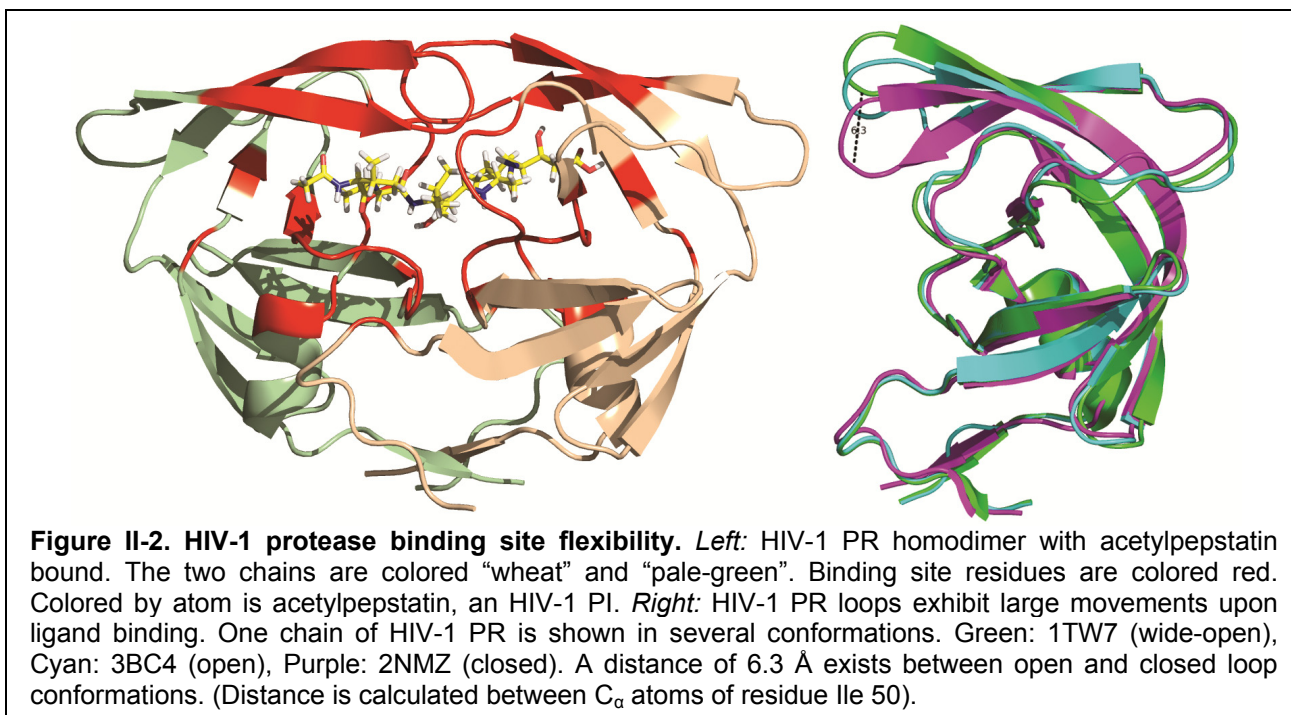 6.3
Figure II-2. HIV-1 protease binding site flexibility. Left: HIV-1 PR homodimer with acetylpepstatin
bound. The two chains are colored “wheat” and “pale-green”. Binding site residues are colored red.
Colored by atom is acetylpepstatin, an HIV-1 PI. Right: HIV-1 PR loops exhibit large movements upon
ligand binding. One chain of HIV-1 PR is shown in several conformations. Green: 1TW7 (wide-open),
Cyan: 3BC4 (open), Purple: 2NMZ (closed). A distance of 6.3 Å exists between open and closed loop
conformations. (Distance is calculated between Cα atoms of residue Ile 50).